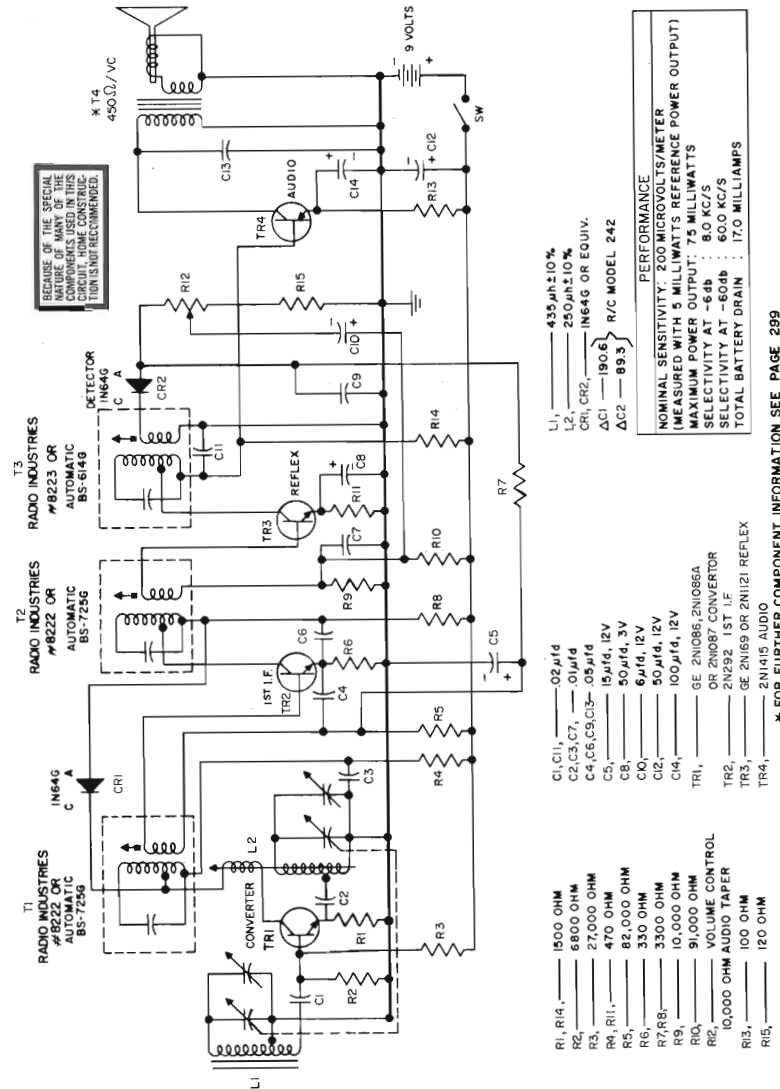 BECAUSE OF THE SPECIAL
NATURE OF MANY OF THE
COMPONENTS USED IN THIS
CIRCUIT, HOME CONSTRUC-
TION IS NOT RECOMMENDED.
T1
RADIO INDUSTRIES
#8222 OR
AUTOMATIC
BS-725G
T2
RADIO INDUSTRIES
#8222 OR
AUTOMATIC
BS-725G
T3
RADIO INDUSTRIES
#8223 OR
AUTOMATIC
BS-614G
*T4
450Ω/VC
IN64G
C A
CR1
DETECTOR
IN64G
C A
CR2
L1
L2
CONVERTER
TR1
C1
C2
C3
R1
R2
R3
R4
R5
1ST I.F.
TR2
C4
C6
R6
C5
R8
R9
C7
R10
TR3
REFLEX
R11
C8
C11
R14
C9
C10
R7
R12
R15
TR4
AUDIO
C13
C14
R13
C12
SW
9 VOLTS
R1, R14, 1500 OHM
R2, 6800 OHM
R3, 27,000 OHM
R4, R11, 470 OHM
R5, 82,000 OHM
R6, 330 OHM
R7,R8, 3300 OHM
R9, 10,000 OHM
R10, 91,000 OHM
R12, VOLUME CONTROL
10,000 OHM AUDIO TAPER
R13, 100 OHM
R15, 120 OHM
C1, C11, .02µfd
C2,C3,C7, .01µfd
C4,C6,C9,C13 .05µfd
C5, 15µfd, 12V
C8, 50µfd, 3V
C10, 6µfd, 12V
C12, 50µfd, 12V
C14, 100µfd, 12V
TR1, GE 2N1086, 2N1086A
OR 2N1087 CONVERTOR
TR2, 2N292 1ST I.F.
TR3, GE 2N169 OR 2N1121 REFLEX
TR4, 2N1415 AUDIO
L1, 435µh±10%
L2, 250µh±10%
CR1, CR2, IN64G OR EQUIV.
ΔC1 190.6
ΔC2 89.3
R/C MODEL 242
PERFORMANCE
NOMINAL SENSITIVITY: 200 MICROVOLTS/METER
(MEASURED WITH 5 MILLIWATTS REFERENCE POWER OUTPUT)
MAXIMUM POWER OUTPUT: 75 MILLIWATTS
SELECTIVITY AT -6db : 8.0 KC/S
SELECTIVITY AT -60db : 60.0 KC/S
TOTAL BATTERY DRAIN : 17.0 MILLIAMPS
* FOR FURTHER COMPONENT INFORMATION SEE PAGE 299